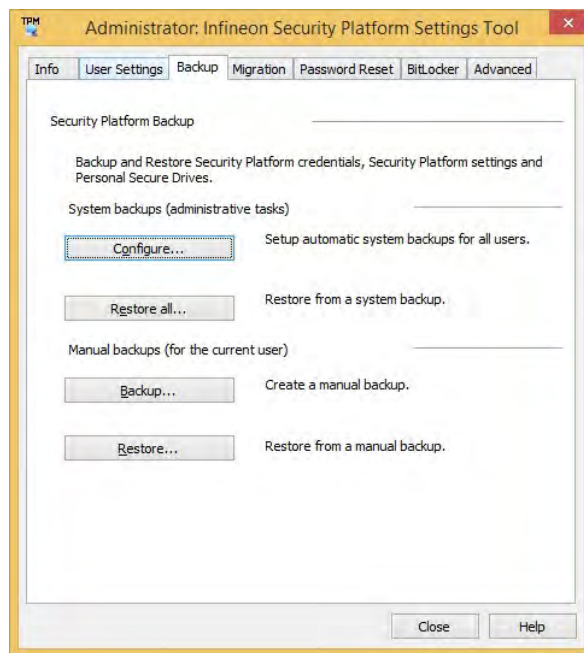 TPM
Administrator: Infineon Security Platform Settings Tool
Info User Settings Backup Migration Password Reset BitLocker Advanced
Security Platform Backup
Backup and Restore Security Platform credentials, Security Platform settings and
Personal Secure Drives.
System backups (administrative tasks)
Configure... Setup automatic system backups for all users.
Restore all... Restore from a system backup.
Manual backups (for the current user)
Backup... Create a manual backup.
Restore... Restore from a manual backup.
Close Help